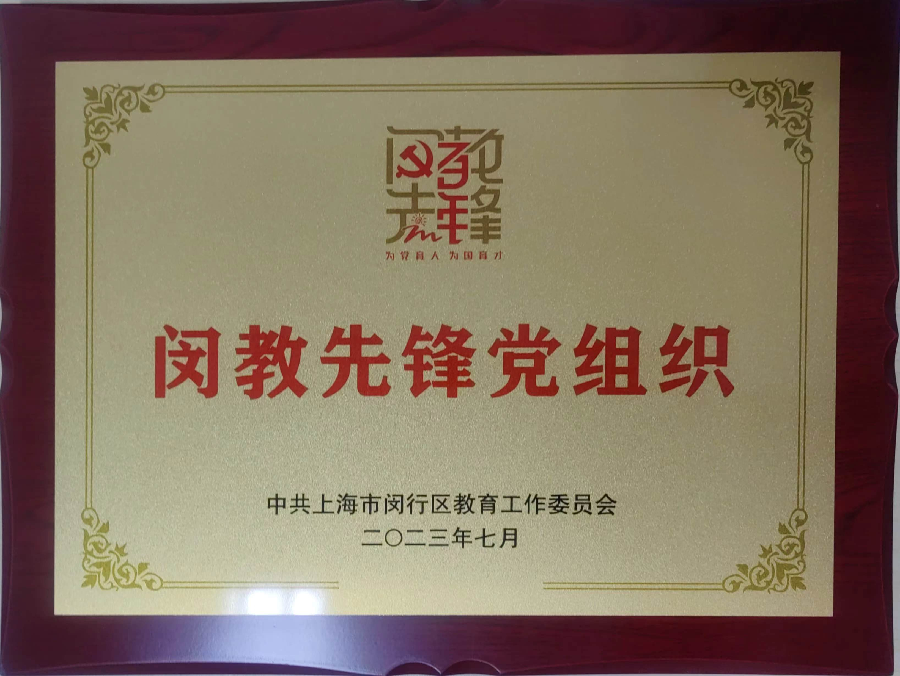 闵教
先锋
为党育人 为国育才
闵教先锋党组织
中共上海市闵行区教育工作委员会
二〇二三年七月